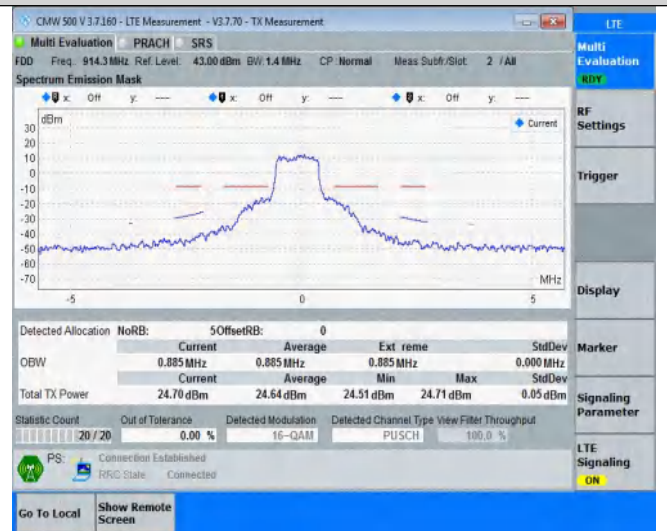 CMW 500 V 3.7.160 - LTE Measurement - V3.7.70 - TX Measurement
LTE
Multi Evaluation PRACH SRS
Multi Evaluation
RDY
FDD Freq. 914.3 MHz Ref. Level: 43.00 dBm BW: 1.4 MHz CP: Normal Meas Subfr./Slot: 2 / All
Spectrum Emission Mask
x: Off y: --- x: Off y: --- x: Off y: ---
dBm
Current
30
20
10
0
-10
-20
-30
-40
-50
-60
-70
MHz
-5 0 5
RF Settings
Trigger
Display
Marker
Signaling Parameter
LTE Signaling
ON
Detected Allocation NoRB: 5 OffsetRB: 0
Current Average Extreme StdDev
OBW 0.885 MHz 0.885 MHz 0.885 MHz 0.000 MHz
Current Average Min Max StdDev
Total TX Power 24.70 dBm 24.64 dBm 24.51 dBm 24.71 dBm 0.05 dBm
Statistic Count Out of Tolerance Detected Modulation Detected Channel Type View Filter Throughput
20 / 20 0.00 % 16-QAM PUSCH 100.0 %
PS: Connection Established
RRC State Connected
Go To Local Show Remote Screen